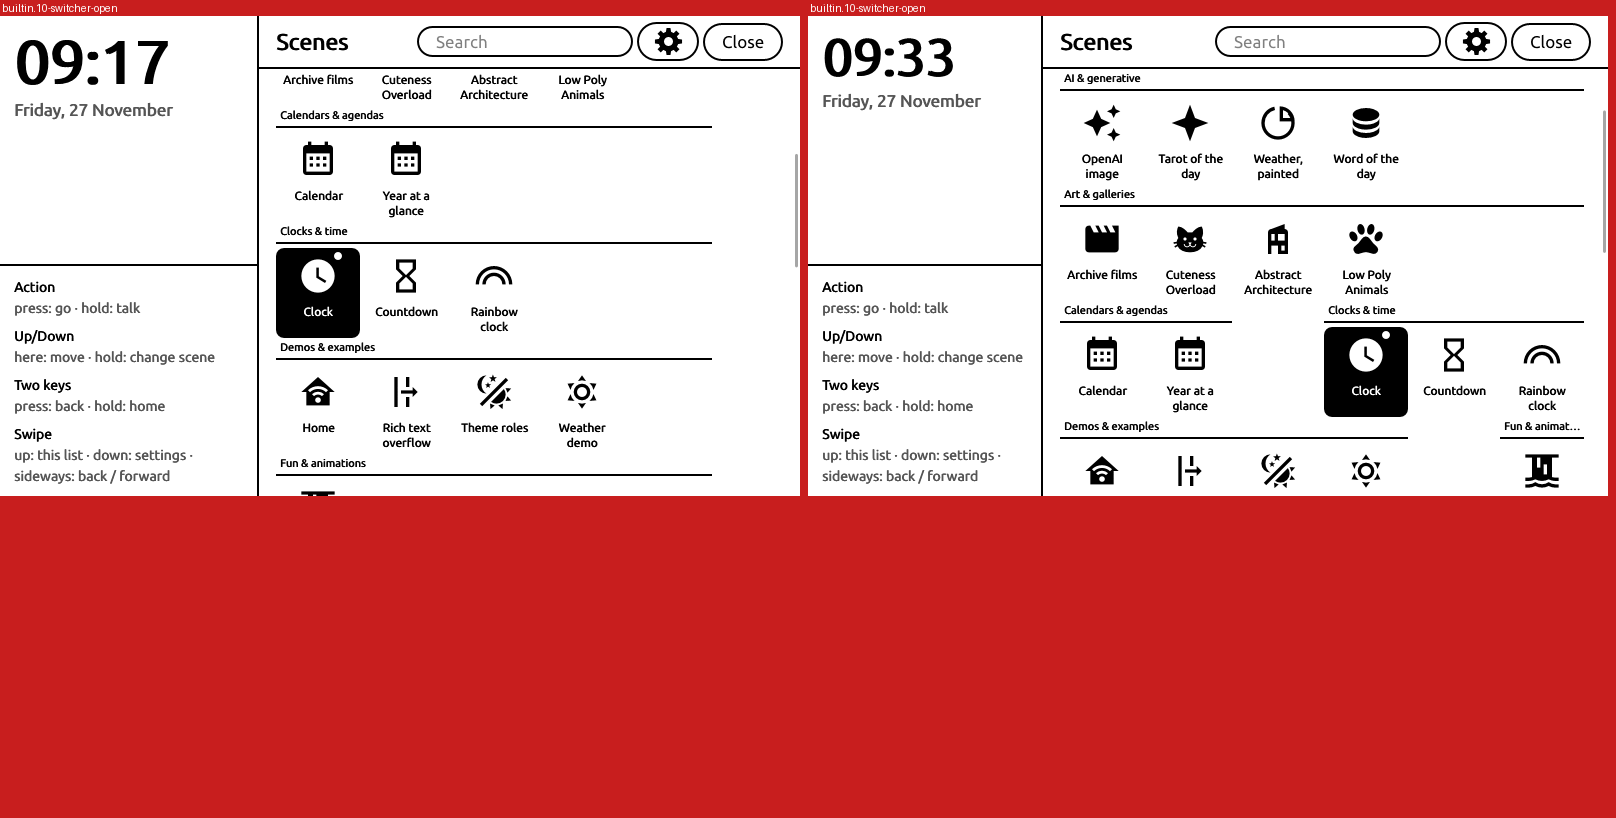 builtin.10-switcher-open
09:17
Friday, 27 November
Action
press: go · hold: talk
Up/Down
here: move · hold: change scene
Two keys
press: back · hold: home
Swipe
up: this list · down: settings ·
sideways: back / forward
Scenes
Search
Close
Archive films
Cuteness
Overload
Abstract
Architecture
Low Poly
Animals
Calendars & agendas
Calendar
Year at a
glance
Clocks & time
Clock
Countdown
Rainbow
clock
Demos & examples
Home
Rich text
overflow
Theme roles
Weather
demo
Fun & animations
builtin.10-switcher-open
09:33
Friday, 27 November
Action
press: go · hold: talk
Up/Down
here: move · hold: change scene
Two keys
press: back · hold: home
Swipe
up: this list · down: settings ·
sideways: back / forward
Scenes
Search
Close
AI & generative
OpenAI
image
Tarot of the
day
Weather,
painted
Word of the
day
Art & galleries
Archive films
Cuteness
Overload
Abstract
Architecture
Low Poly
Animals
Calendars & agendas
Calendar
Year at a
glance
Clocks & time
Clock
Countdown
Rainbow
clock
Demos & examples
Fun & animat...